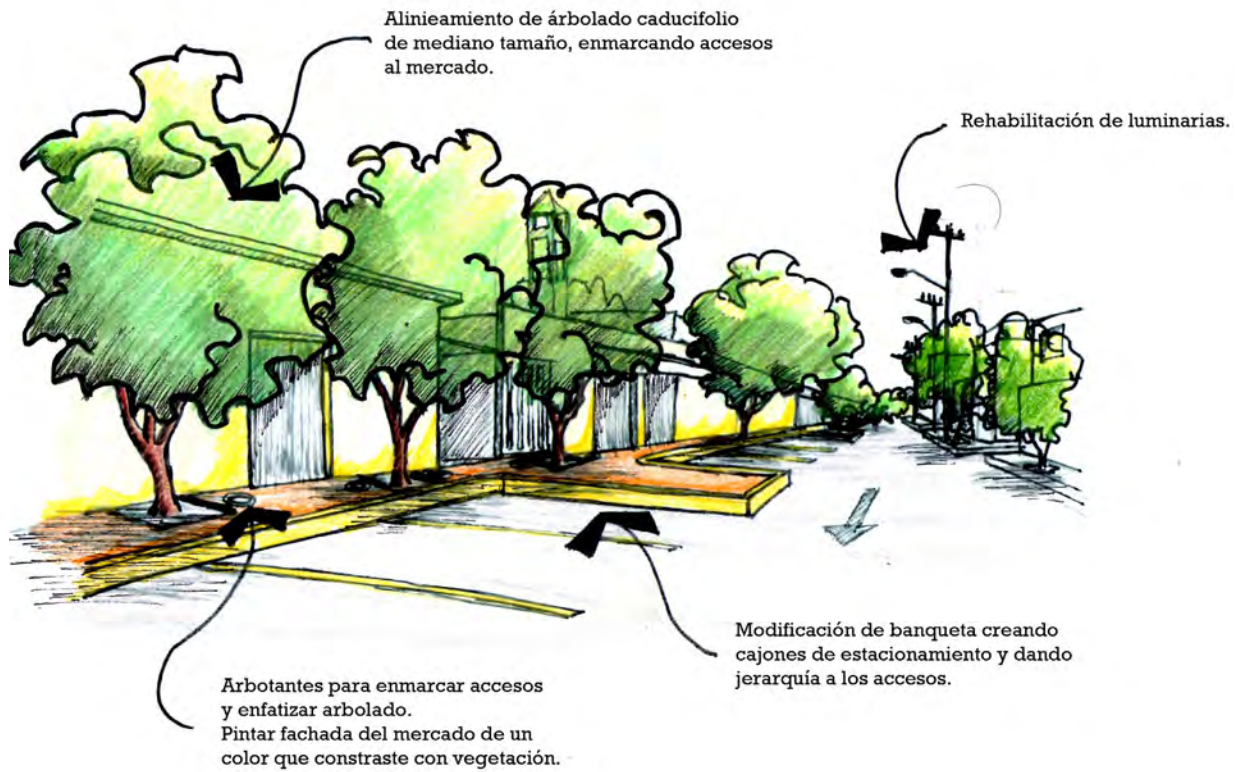 Alinieamiento de árbolado caducifolio
de mediano tamaño, enmarcando accesos
al mercado.
Rehabilitación de luminarias.
Modificación de banqueta creando
cajones de estacionamiento y dando
jerarquía a los accesos.
Arbotantes para enmarcar accesos
y enfatizar arbolado.
Pintar fachada del mercado de un
color que constraste con vegetación.